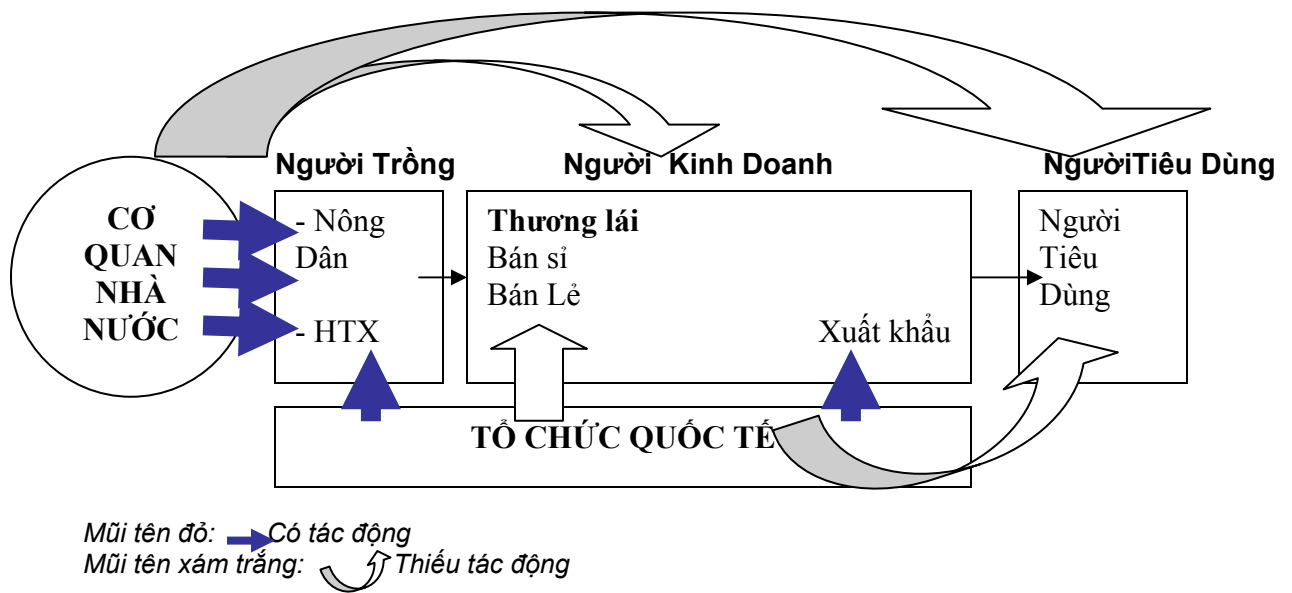 Người Trồng
Người Kinh Doanh
NgườiTiêu Dùng
CƠ
QUAN
NHÀ
NƯỚC
- Nông
Dân
- HTX
Thương lái
Bán sỉ
Bán Lẻ
Xuất khẩu
Người
Tiêu
Dùng
TỔ CHỨC QUỐC TẾ
Mũi tên đỏ: Có tác động
Mũi tên xám trắng: Thiếu tác động